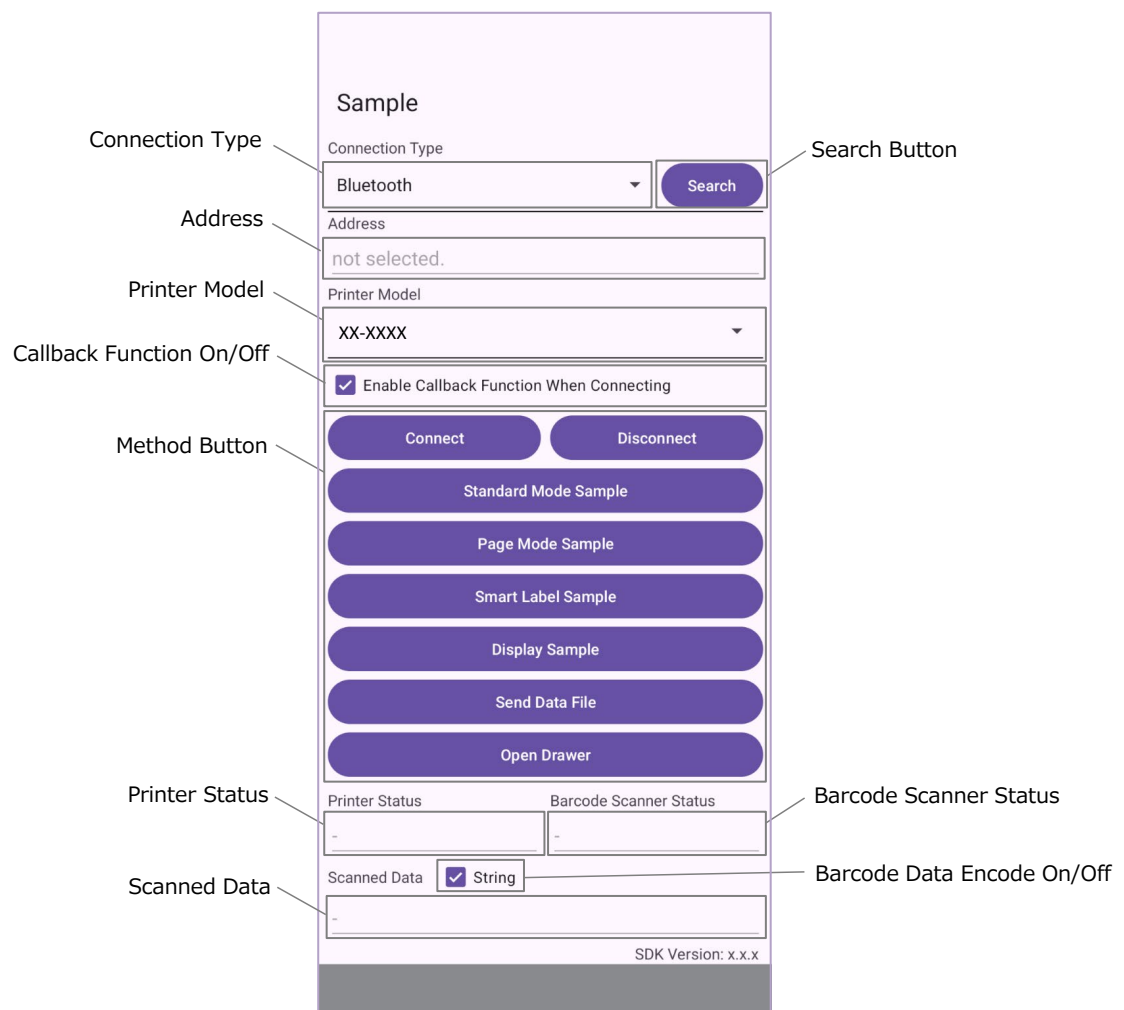 Sample
Connection Type
Connection Type
Search Button
Bluetooth
Search
Address
Address
not selected.
Printer Model
Printer Model
XX-XXXX
Callback Function On/Off
Enable Callback Function When Connecting
Method Button
Connect
Disconnect
Standard Mode Sample
Page Mode Sample
Smart Label Sample
Display Sample
Send Data File
Open Drawer
Printer Status
Printer Status
Barcode Scanner Status
Barcode Scanner Status
-
-
Scanned Data
Scanned Data
String
Barcode Data Encode On/Off
-
SDK Version: x.x.x